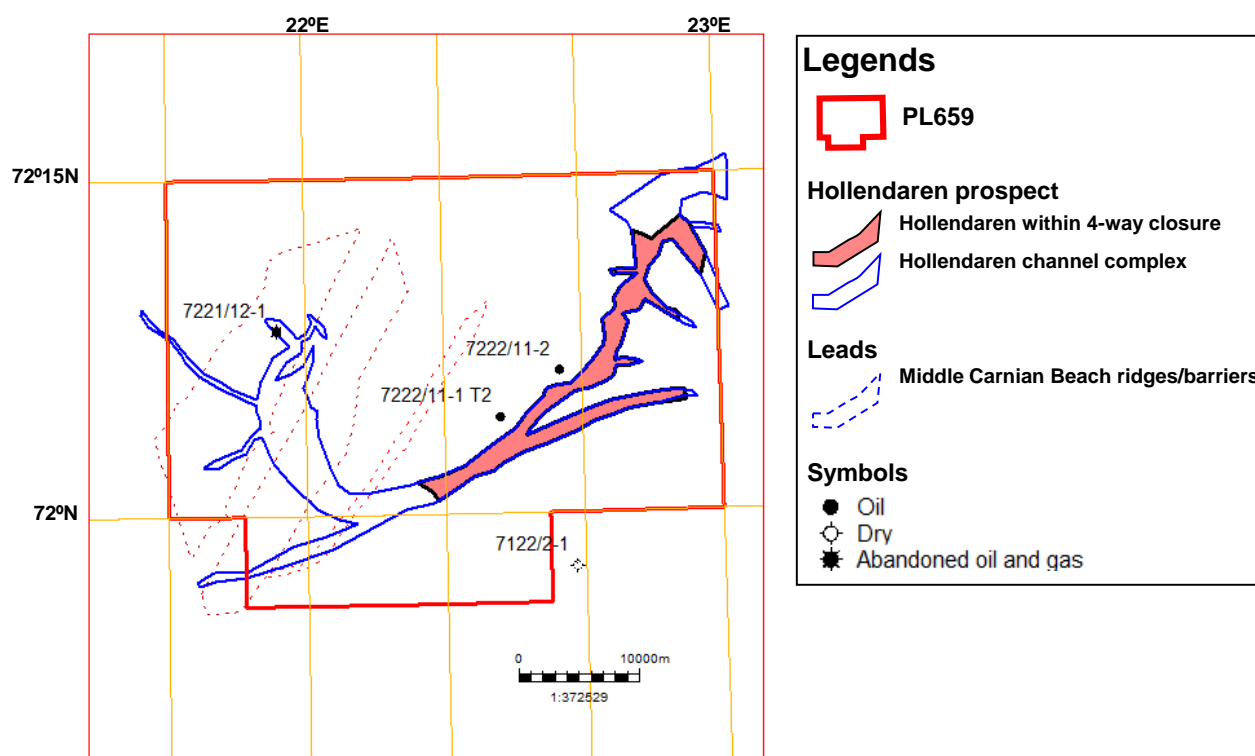 22ºE
23ºE
72º15N
7221/12-1
7222/11-2
7222/11-1 T2
72ºN
7122/2-1
0 10000m
1:372529
Legends
PL659
Hollendaren prospect
Hollendaren within 4-way closure
Hollendaren channel complex
Leads
Middle Carnian Beach ridges/barriers
Symbols
Oil
Dry
Abandoned oil and gas